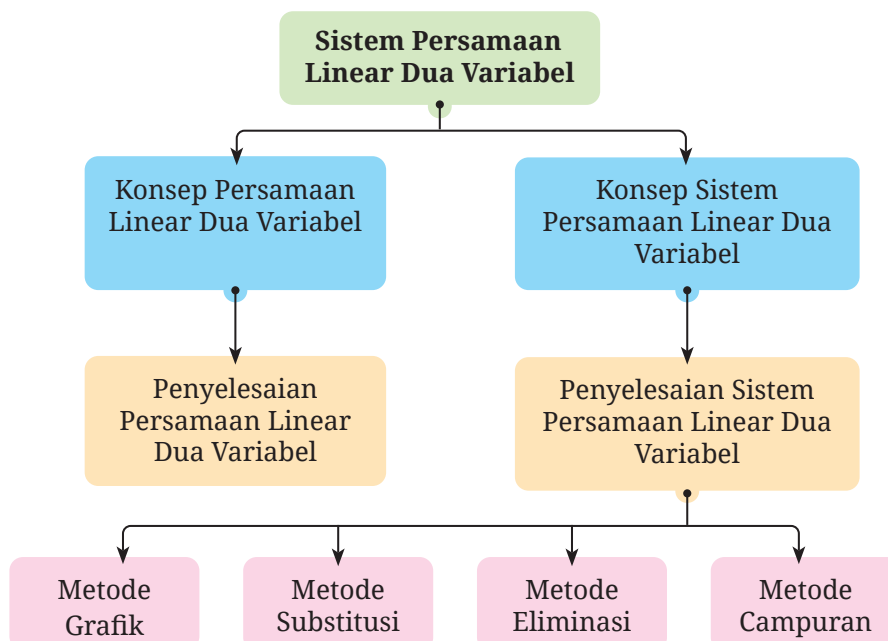 Sistem Persamaan
Linear Dua Variabel
Konsep Persamaan
Linear Dua Variabel
Konsep Sistem
Persamaan Linear Dua
Variabel
Penyelesaian
Persamaan Linear
Dua Variabel
Penyelesaian Sistem
Persamaan Linear Dua
Variabel
Metode
Grafik
Metode
Substitusi
Metode
Eliminasi
Metode
Campuran